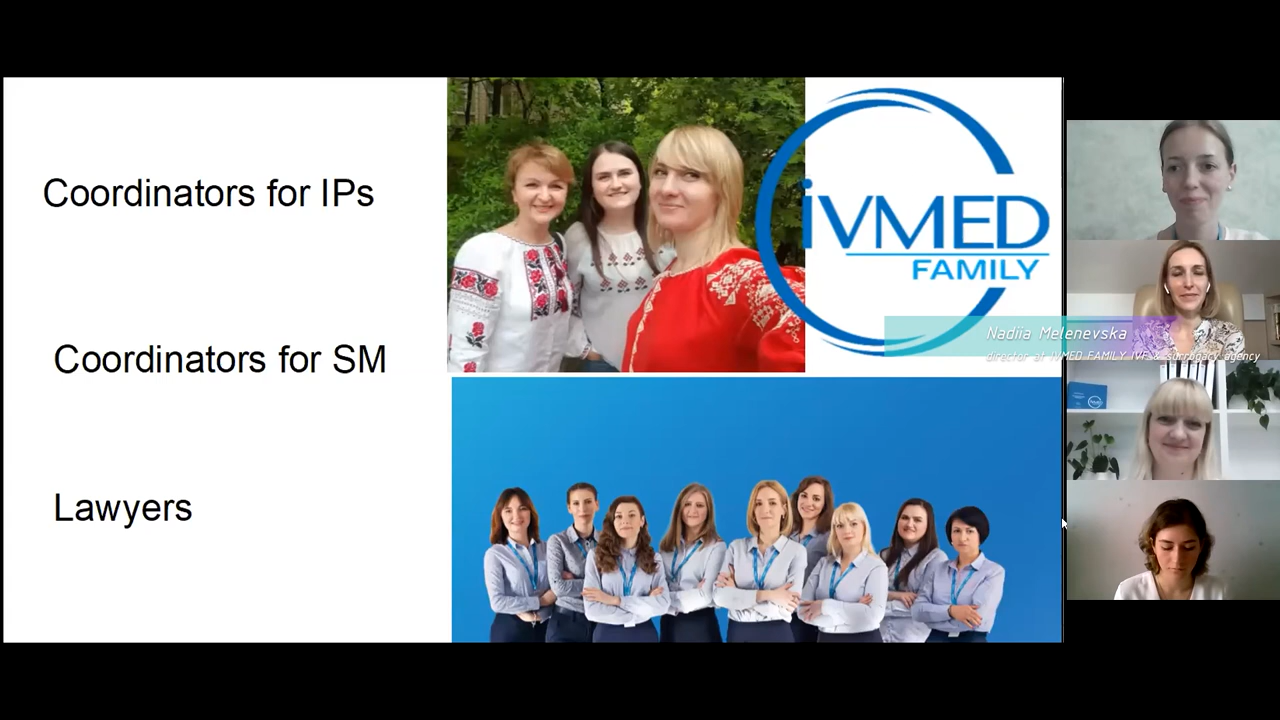 Coordinators for IPs
Coordinators for SM
Lawyers
iVMED
FAMILY
Nadiia Melenevska
director at IVMED FAMILY IVF & surrogacy agency